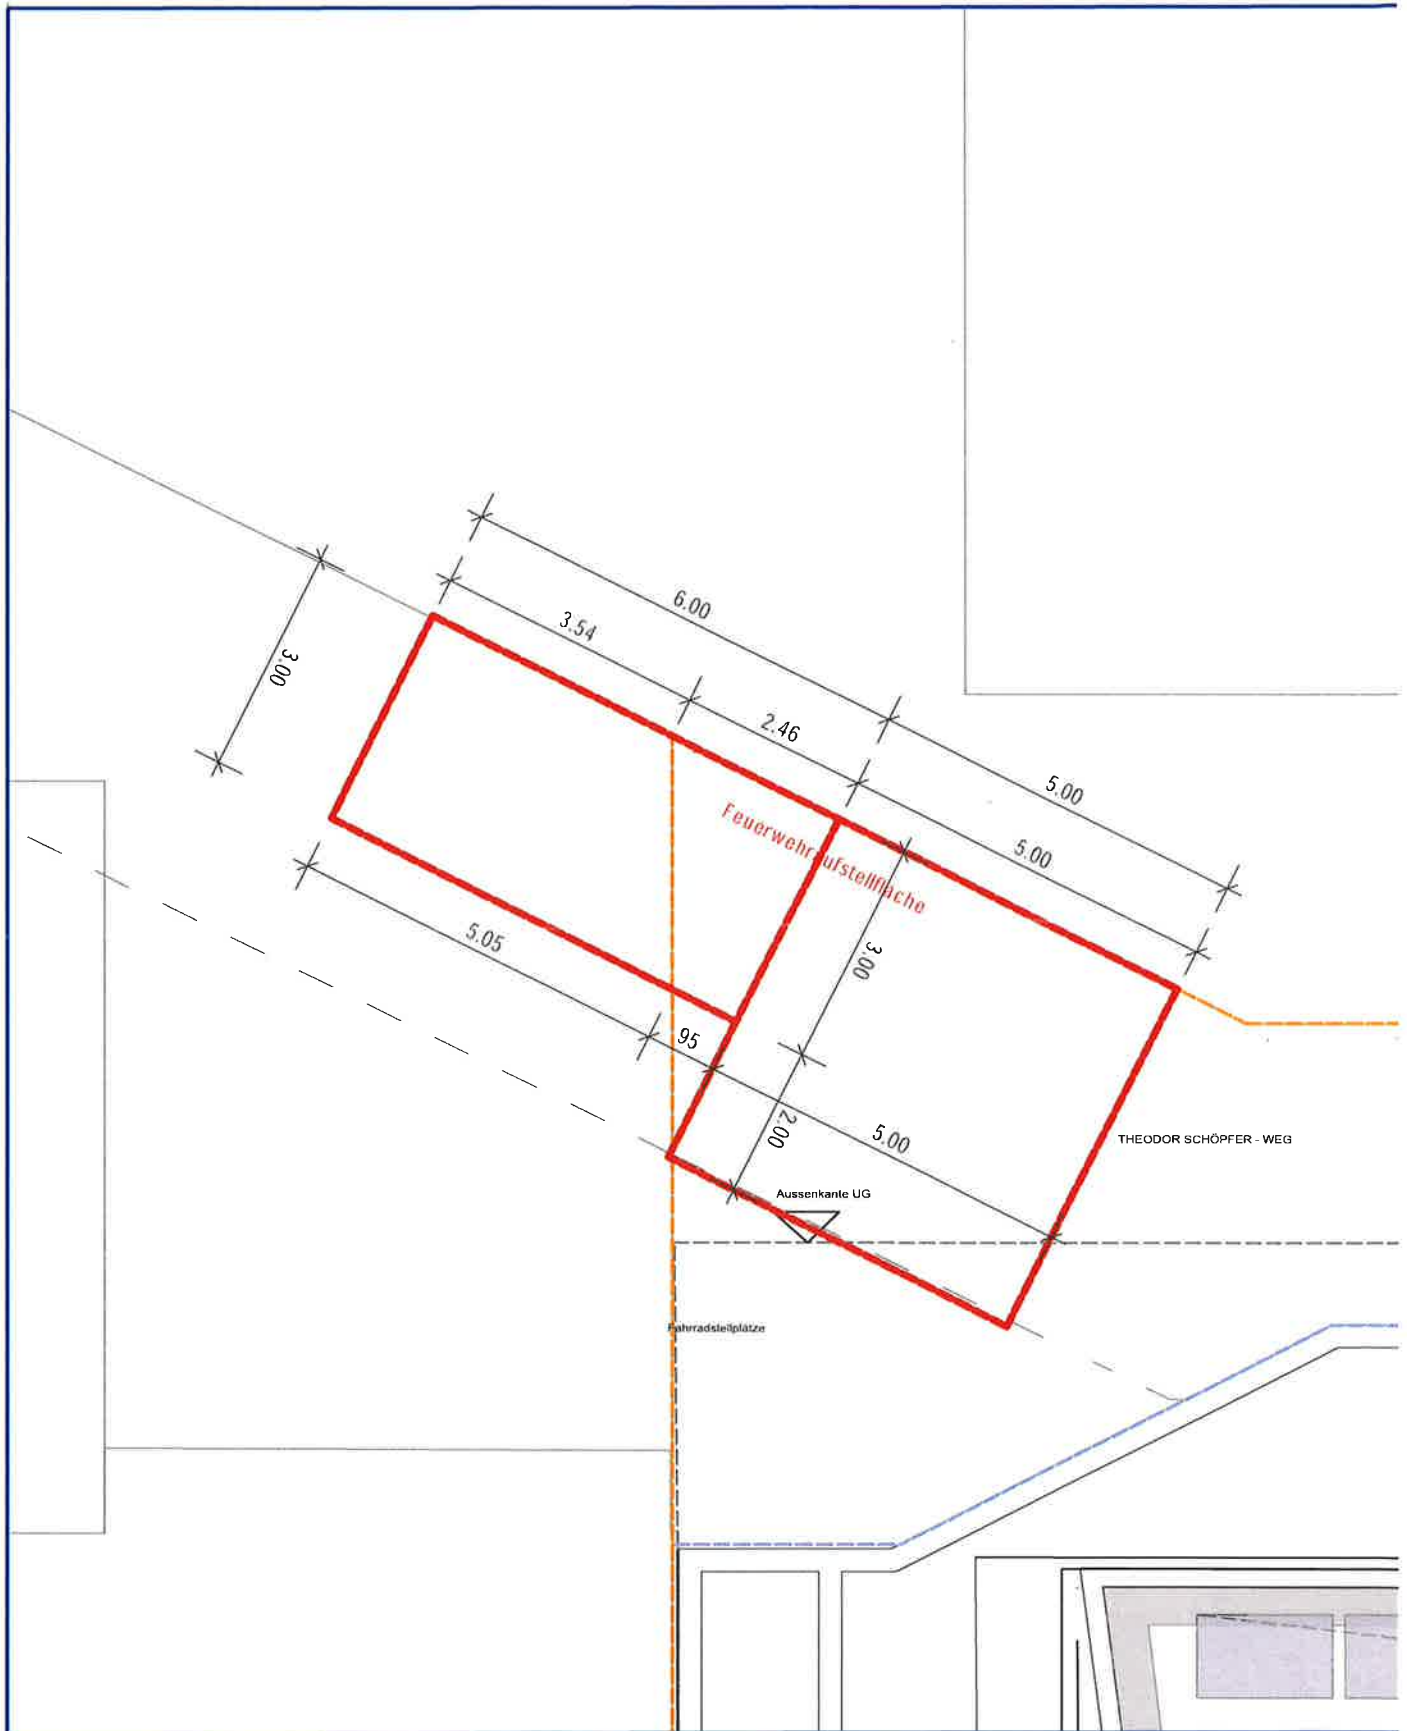 6.00
3.54
3.00
2.46
5.00
Feuerwehraufstellfläche
5.00
5.05
3.00
95
2.00
5.00
THEODOR SCHÖPFER - WEG
Aussenkante UG
Fahrradstellplätze